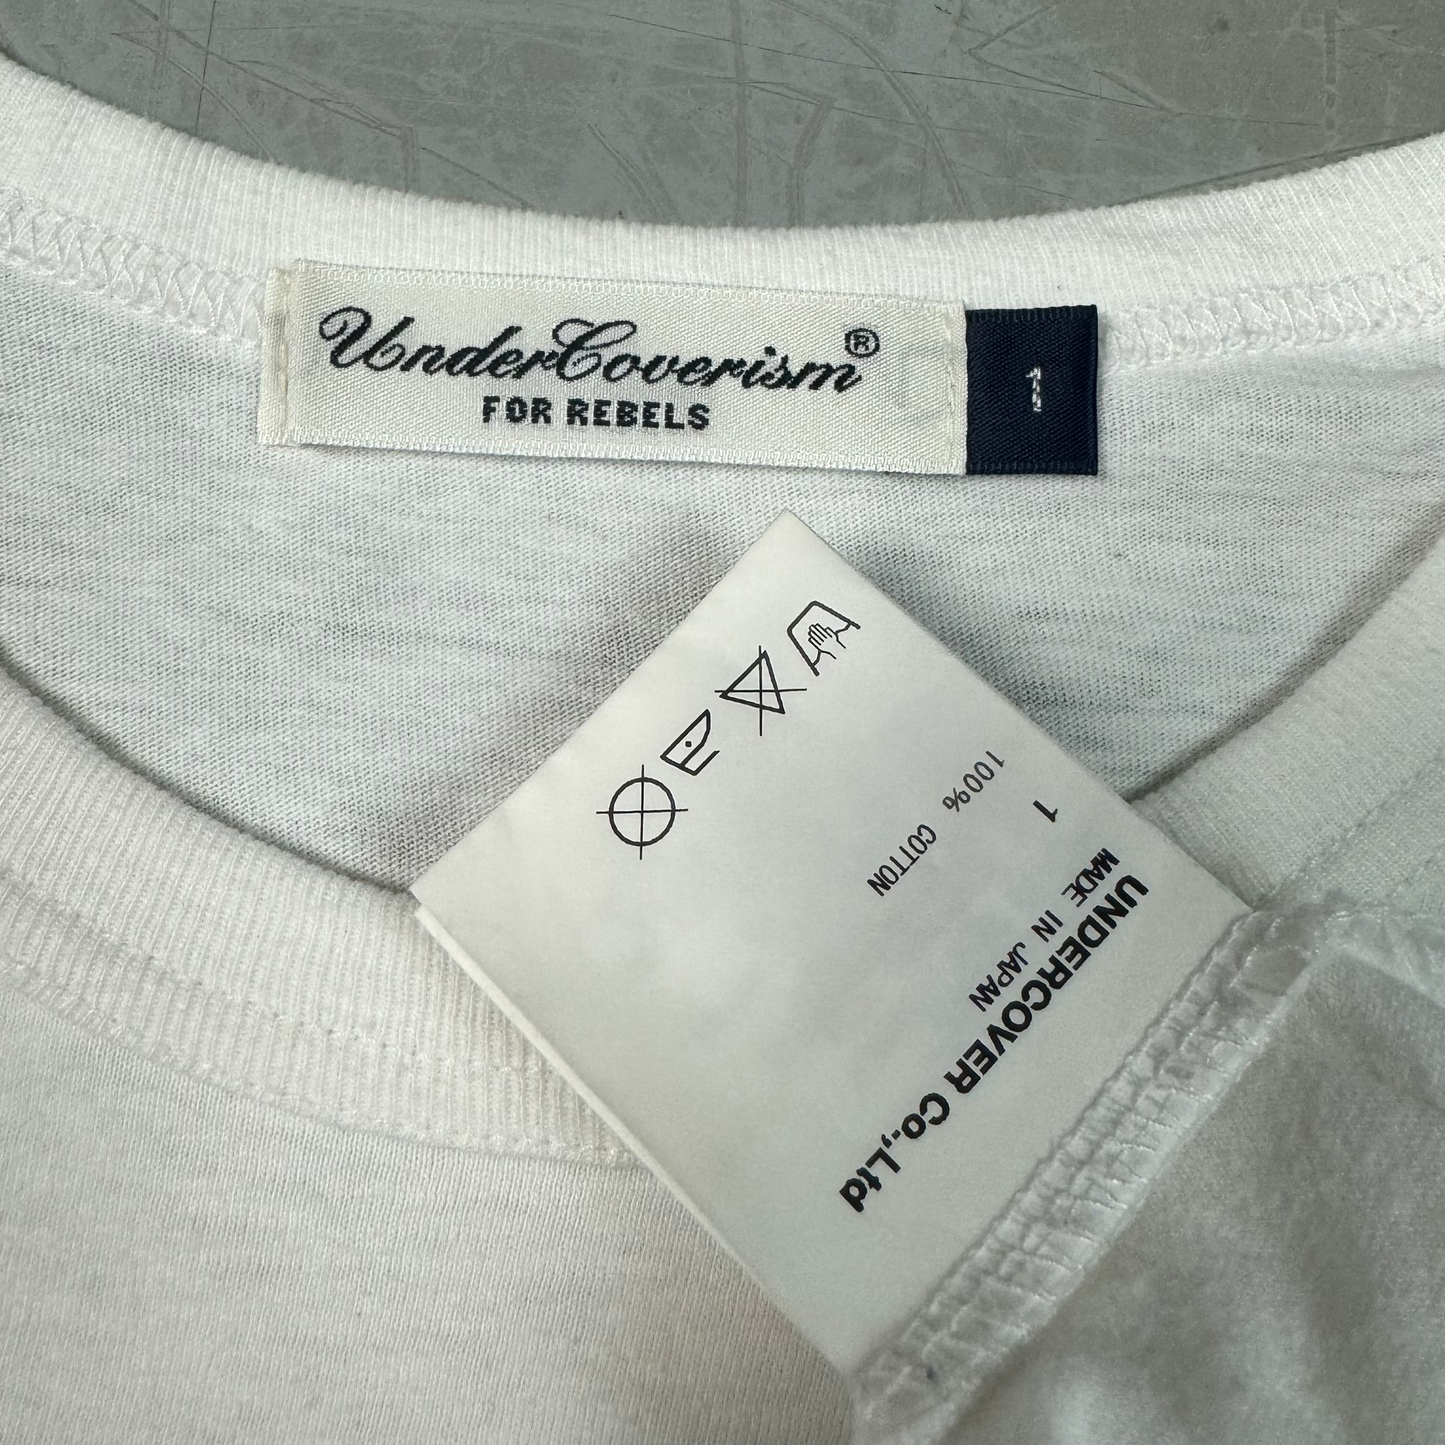 UnderCoverism®
FOR REBELS
1
100% COTTON
1
MADE IN JAPAN
UNDERCOVER Co.,Ltd